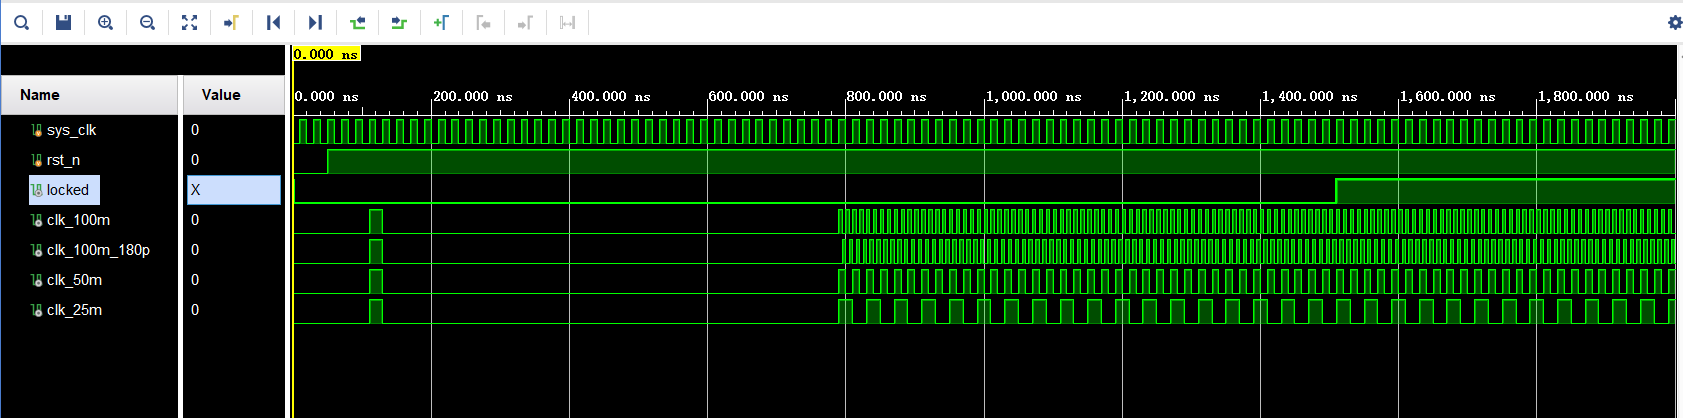 0.000 ns
Name Value
0.000 ns 200.000 ns 400.000 ns 600.000 ns 800.000 ns 1,000.000 ns 1,200.000 ns 1,400.000 ns 1,600.000 ns 1,800.000 ns
sys_clk 0
rst_n 0
locked X
clk_100m 0
clk_100m_180p 0
clk_50m 0
clk_25m 0